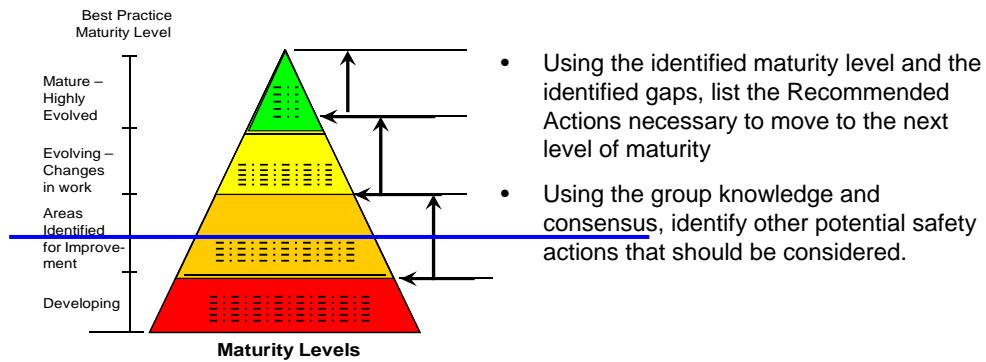 Best Practice
Maturity Level
Mature –
Highly
Evolved
Evolving –
Changes
in work
Areas
Identified
for Improve-
ment
Developing
Maturity Levels
• Using the identified maturity level and the
identified gaps, list the Recommended
Actions necessary to move to the next
level of maturity
• Using the group knowledge and
consensus, identify other potential safety
actions that should be considered.